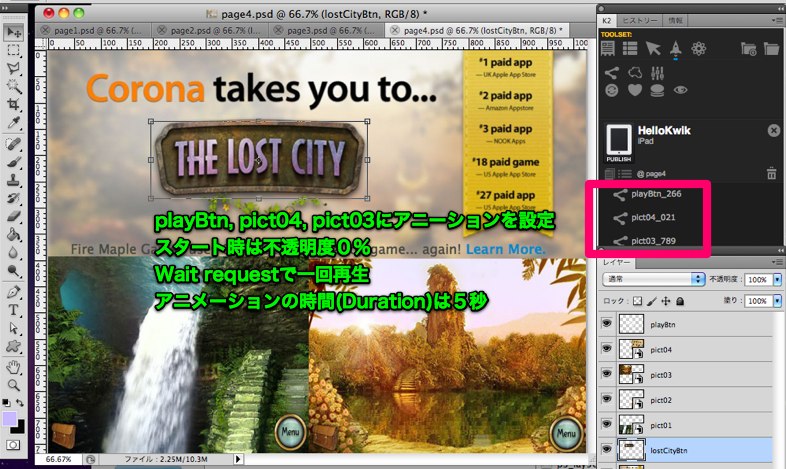 page4.psd @ 66.7% (lostCityBtn, RGB/8) *
page1.psd @ 66.7% (I...
page2.psd @ 66.7% (l...
page3.psd @ 66.7% (...
page4.psd @ 66.7% (lostCityBtn, RGB/8) *
Corona takes you to...
THE LOST CITY
#1 paid app
— UK Apple App Store
#2 paid app
— Amazon Appstore
#3 paid app
— NOOK Apps
#18 paid game
— US Apple App Store
#27 paid app
— US Apple App Store
playBtn, pict04, pict03にアニーションを設定
スタート時は不透明度０％
Fire Maple Game
game... again! Learn More.
Wait requestで一回再生
アニメーションの時間(Duration)は５秒
Menu
Menu
66.67%
ファイル：2.25M/10.3M
K2
ヒストリー
情報
TOOLSET:
HelloKwik
iPad
PUBLISH
@ page4
playBtn_266
pict04_021
pict03_789
レイヤー
通常
不透明度：
100%
ロック：
塗り：
100%
playBtn
pict04
pict03
pict02
pict01
lostCityBtn